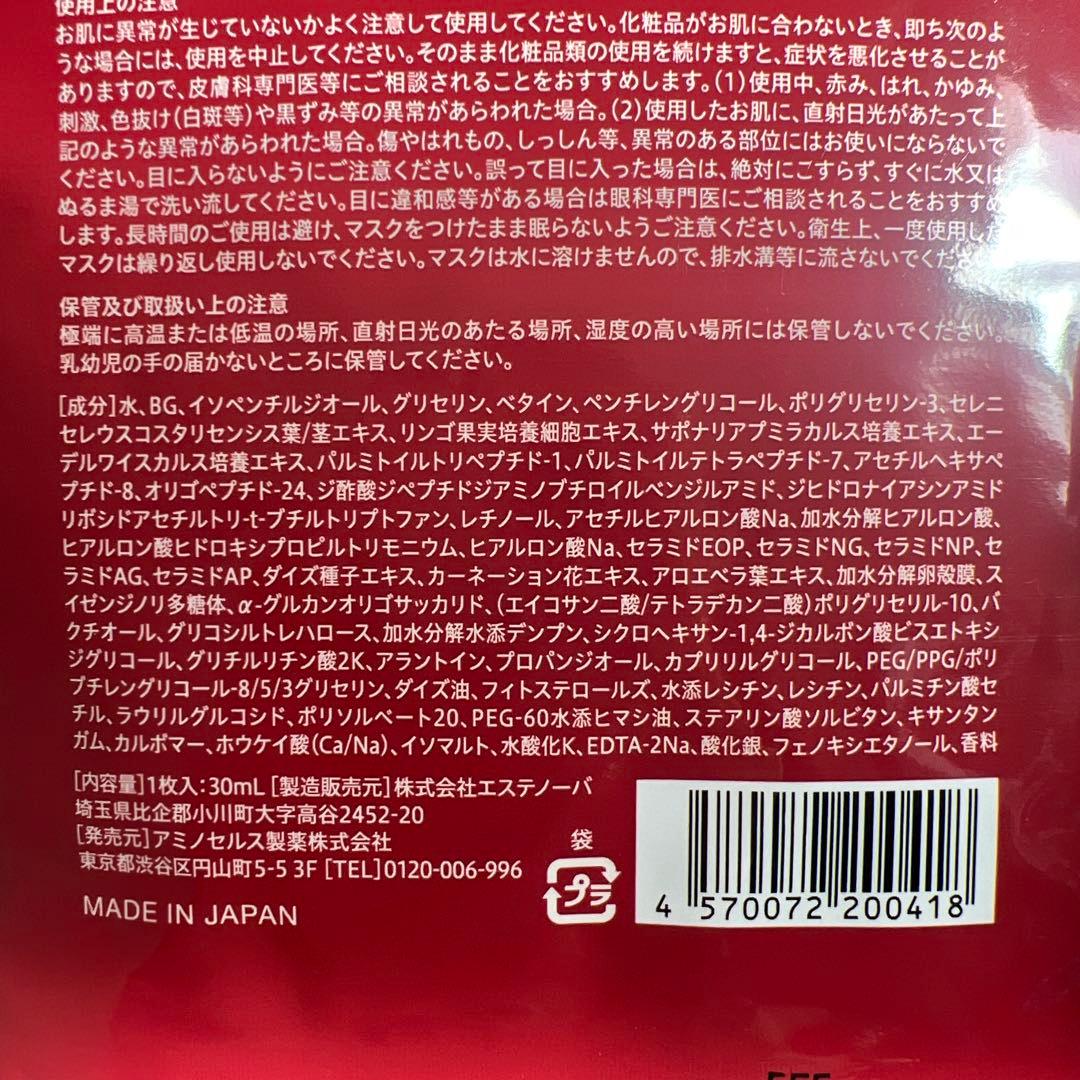 使用上の注意
お肌に異常が生じていないかよく注意して使用してください。化粧品がお肌に合わないとき、即ち次のよ
うな場合には、使用を中止してください。そのまま化粧品類の使用を続けますと、症状を悪化させることが
ありますので、皮膚科専門医等にご相談されることをおすすめします。(1)使用中、赤み、はれ、かゆみ、
刺激、色抜け(白斑等)や黒ずみ等の異常があらわれた場合。(2)使用したお肌に、直射日光があたって上
記のような異常があらわれた場合。傷やはれもの、しっしん等、異常のある部位にはお使いにならないで
ください。目に入らないようにご注意ください。誤って目に入った場合は、絶対にこすらず、すぐに水又は
ぬるま湯で洗い流してください。目に違和感等がある場合は眼科専門医にご相談されることをおすすめ
します。長時間のご使用は避け、マスクをつけたまま眠らないようご注意ください。衛生上、一度使用した
マスクは繰り返し使用しないでください。マスクは水に溶けませんので、排水溝等に流さないでください。
保管及び取扱い上の注意
極端に高温または低温の場所、直射日光のあたる場所、湿度の高い場所には保管しないでください。
乳幼児の手の届かないところに保管してください。
[成分]水、BG、イソペンチルジオール、グリセリン、ベタイン、ペンチレングリコール、ポリグリセリン-3、セレニ
セレウスコスタリセンシス葉/茎エキス、リンゴ果実培養細胞エキス、サポナリアプミラカルス培養エキス、エー
デルワイスカルス培養エキス、パルミトイルトリペプチド-1、パルミトイルテトラペプチド-7、アセチルヘキサペ
プチド-8、オリゴペプチド-24、ジ酢酸ジペプチドジアミノブチロイルベンジルアミド、ジヒドロナイアシンアミド
リボシドアセチルトリ-t-ブチルトリプトファン、レチノール、アセチルヒアルロン酸Na、加水分解ヒアルロン酸、
ヒアルロン酸ヒドロキシプロピルトリモニウム、ヒアルロン酸Na、セラミドEOP、セラミドNG、セラミドNP、セ
ラミドAG、セラミドAP、ダイズ種子エキス、カーネーション花エキス、アロエベラ葉エキス、加水分解卵殻膜、ス
イゼンジノリ多糖体、α-グルカンオリゴサッカリド、(エイコサン二酸/テトラデカン二酸)ポリグリセリル-10、バ
クチオール、グリコシルトレハロース、加水分解水添デンプン、シクロヘキサン-1,4-ジカルボン酸ビスエトキシ
ジグリコール、グリチルリチン酸2K、アラントイン、プロパンジオール、カプリリルグリコール、PEG/PPG/ポリ
ブチレングリコール-8/5/3グリセリン、ダイズ油、フィトステロールズ、水添レシチン、レシチン、パルミチン酸セ
チル、ラウリルグルコシド、ポリソルベート20、PEG-60水添ヒマシ油、ステアリン酸ソルビタン、キサンタン
ガム、カルボマー、ホウケイ酸(Ca/Na)、イソマルト、水酸化K、EDTA-2Na、酸化銀、フェノキシエタノール、香料
[内容量]1枚入:30mL [製造販売元]株式会社エステノーバ
埼玉県比企郡小川町大字高谷2452-20
[発売元]アミノセルス製薬株式会社
東京都渋谷区円山町5-5 3F [TEL]0120-006-996
MADE IN JAPAN
袋
プラ
4 570072 200418